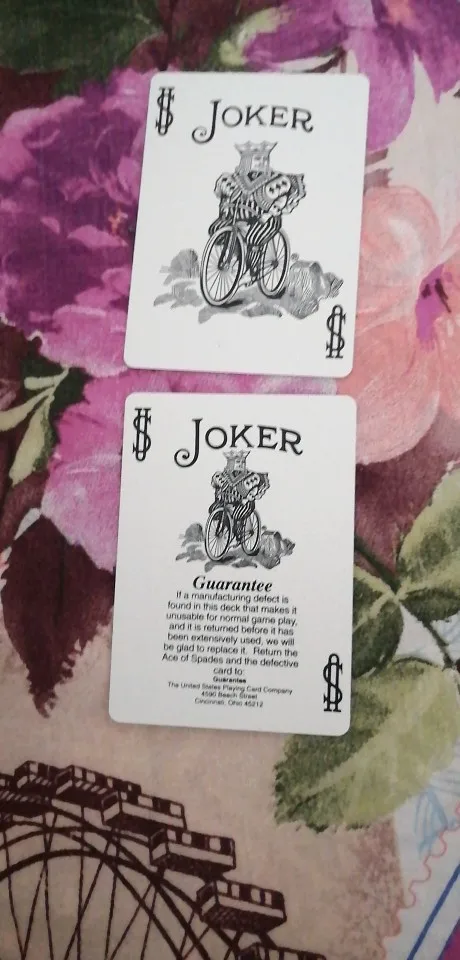 JOKER
JOKER
Guarantee
If a manufacturing defect is
found in this deck that makes it
unusable for normal game play,
and it is returned before it has
been extensively used, we will
be glad to replace it. Return the
Ace of Spades and the defective
card to:
Guarantee
The United States Playing Card Company
4590 Beech Street
Cincinnati, Ohio 45212